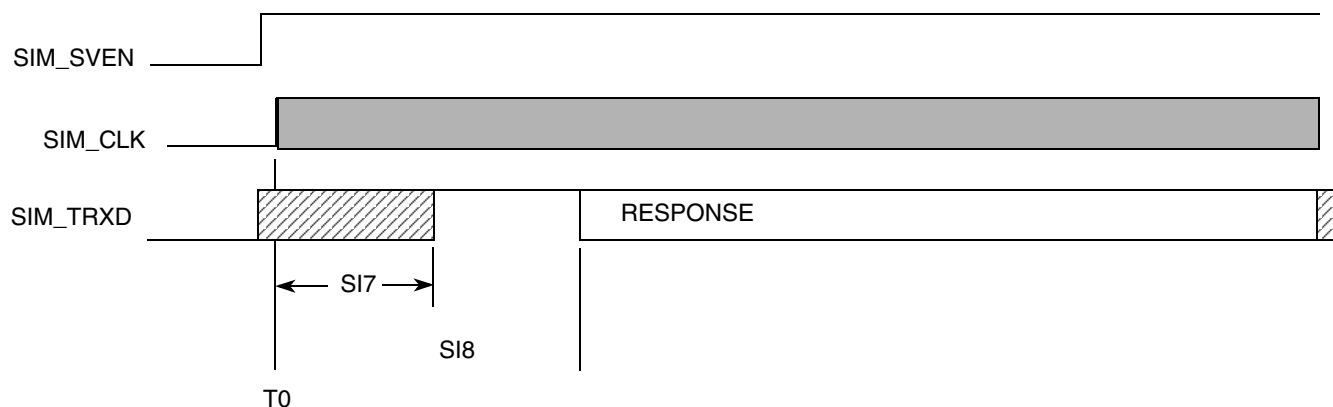 SIM_SVEN
SIM_CLK
SIM_TRXD
RESPONSE
SI7
SI8
T0